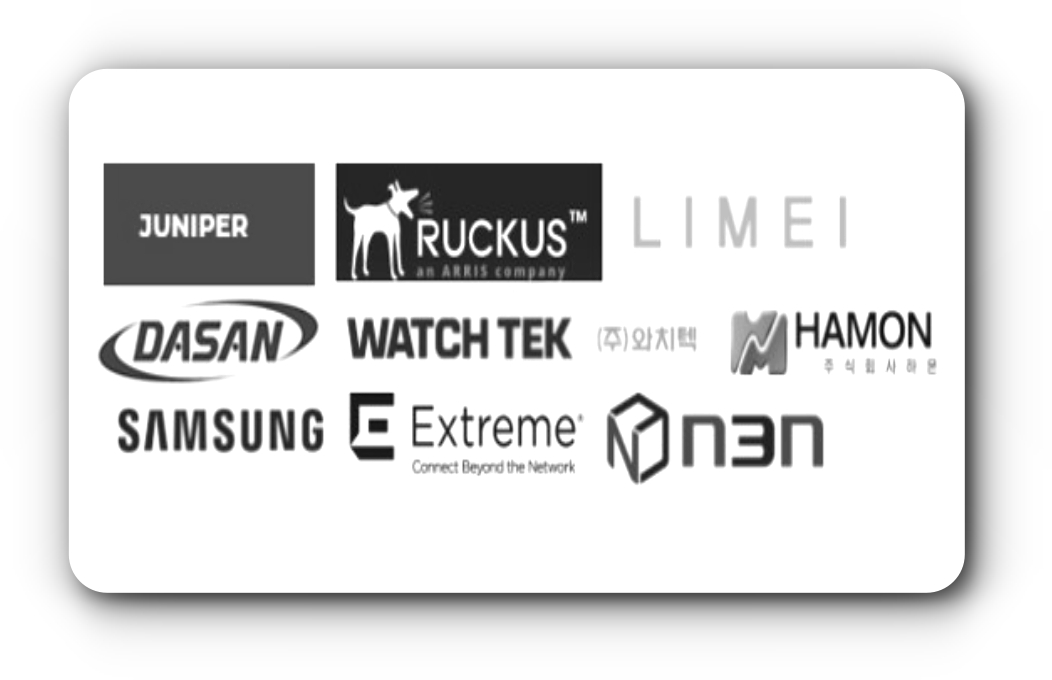 JUNIPER
RUCKUS™
an ARRIS company
LIMEI
DASAN
WATCH TEK (주)와치텍
HAMON
주식회사하몬
SAMSUNG
Extreme®
Connect Beyond the Network
n3n